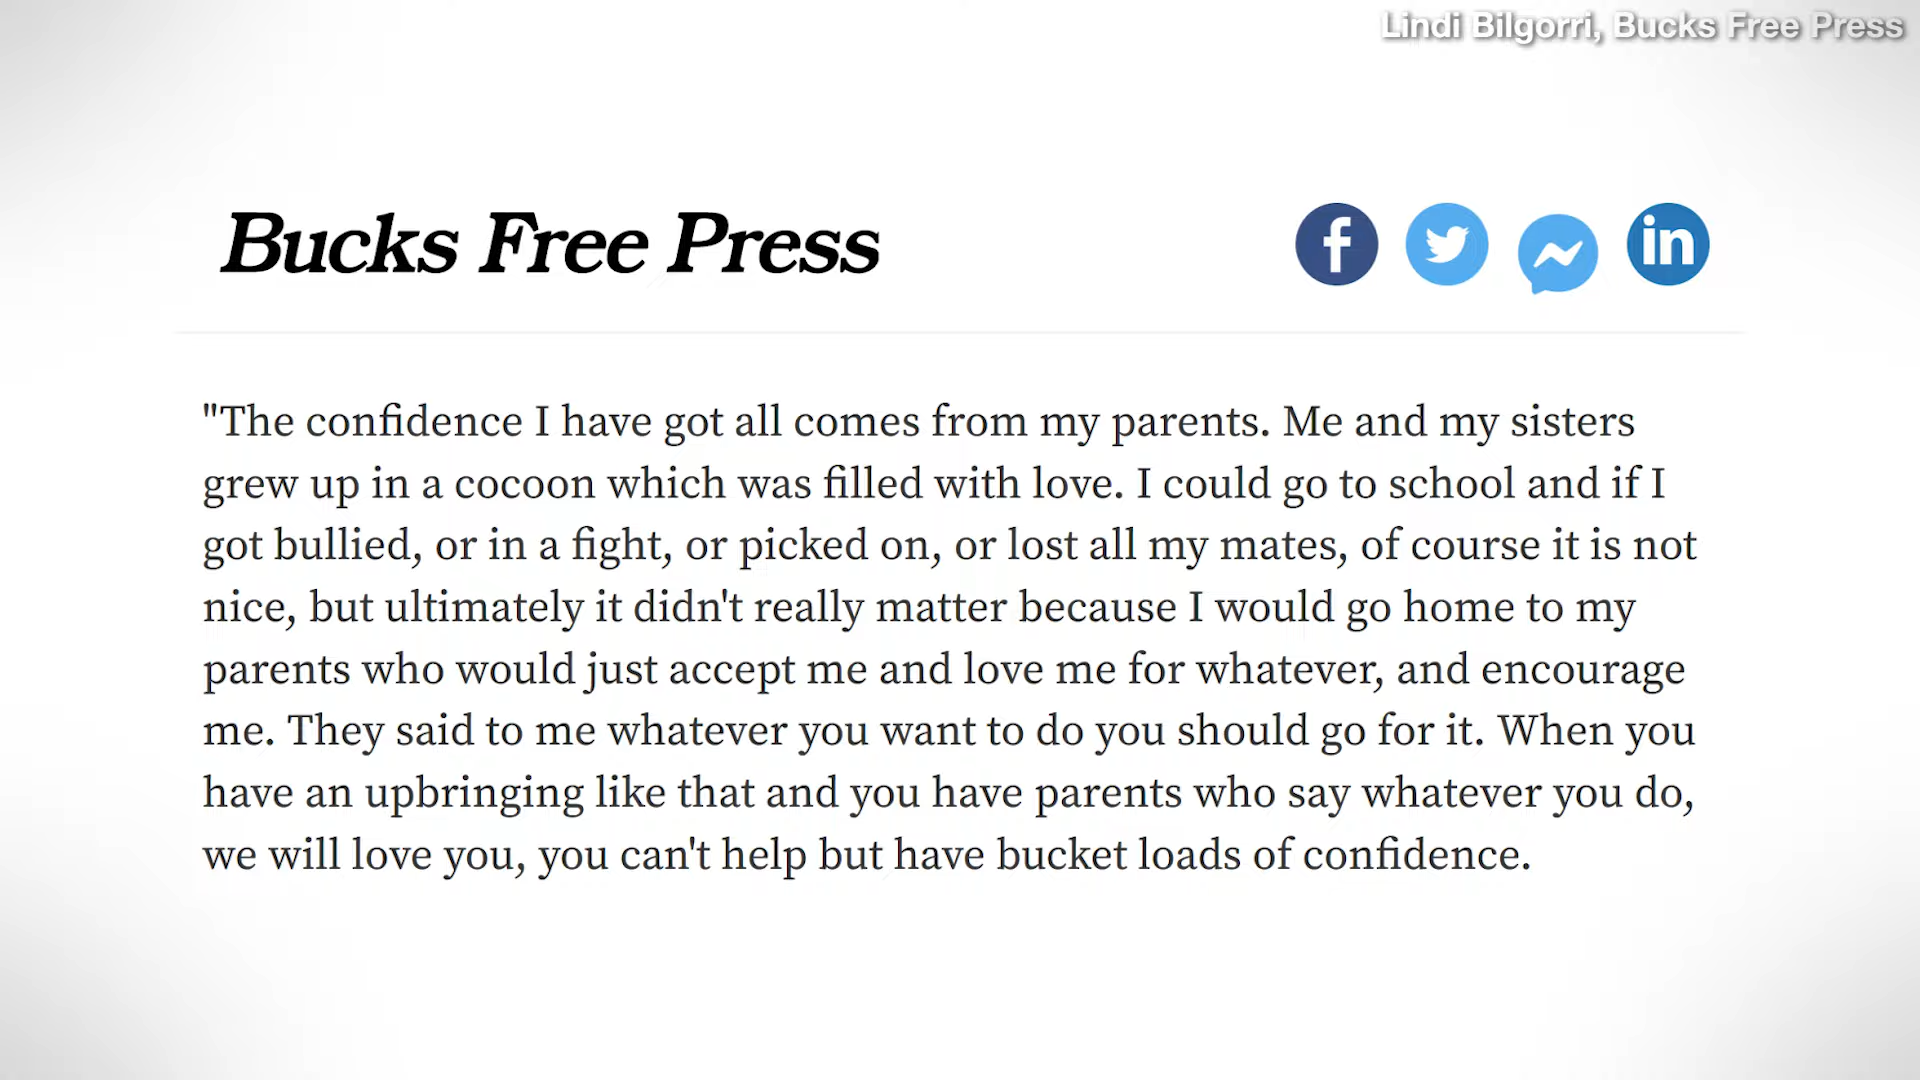 Lindi Bilgorri, Bucks Free Press
Bucks Free Press
"The confidence I have got all comes from my parents. Me and my sisters
grew up in a cocoon which was filled with love. I could go to school and if I
got bullied, or in a fight, or picked on, or lost all my mates, of course it is not
nice, but ultimately it didn't really matter because I would go home to my
parents who would just accept me and love me for whatever, and encourage
me. They said to me whatever you want to do you should go for it. When you
have an upbringing like that and you have parents who say whatever you do,
we will love you, you can't help but have bucket loads of confidence.